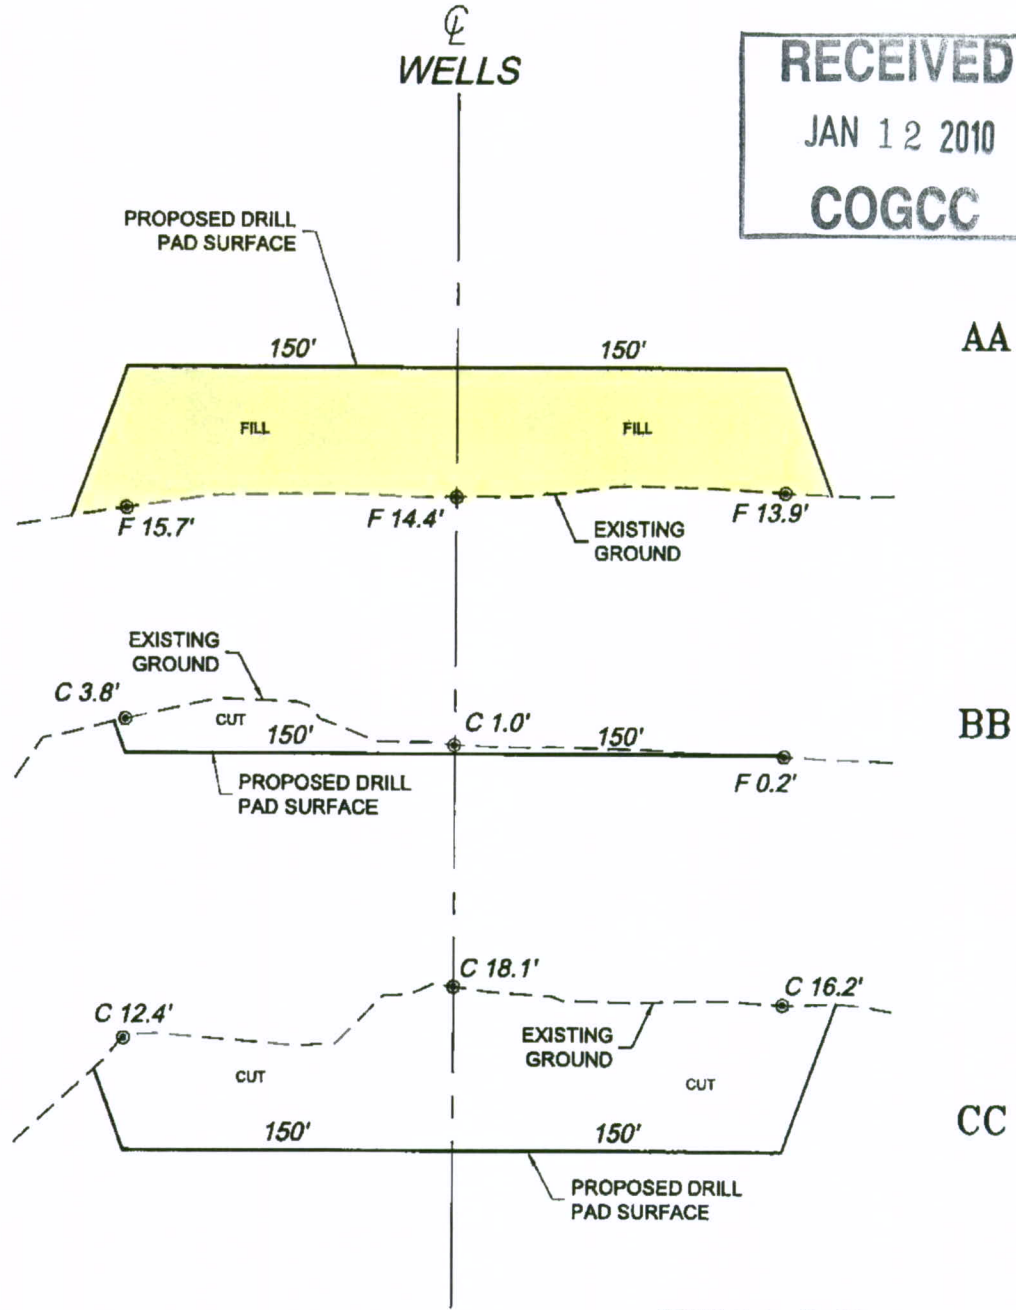 ℄
WELLS
RECEIVED
JAN 12 2010
COGCC
PROPOSED DRILL
PAD SURFACE
AA
150'
150'
FILL
FILL
F 15.7'
F 14.4'
F 13.9'
EXISTING
GROUND
EXISTING
GROUND
C 3.8'
CUT
C 1.0'
BB
150'
150'
PROPOSED DRILL
PAD SURFACE
F 0.2'
C 18.1'
C 12.4'
C 16.2'
EXISTING
GROUND
CUT
CUT
CC
150'
150'
PROPOSED DRILL
PAD SURFACE